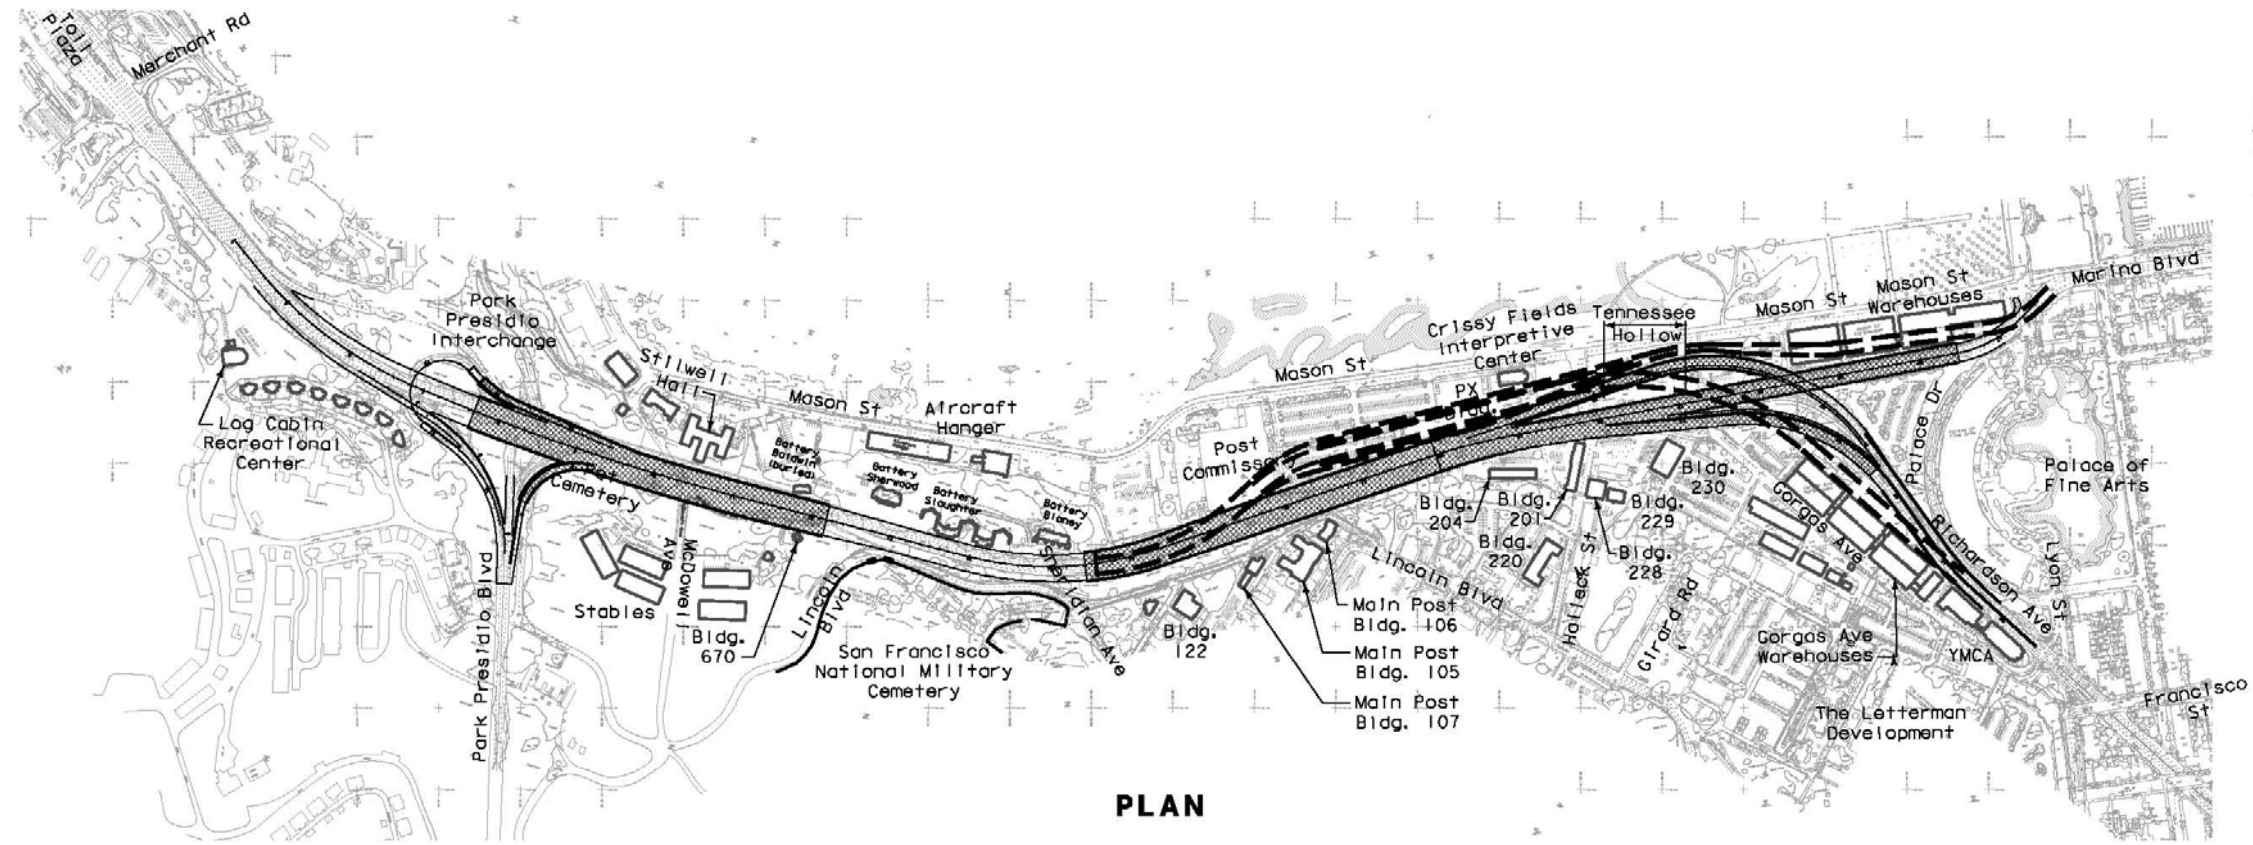 Toll
Plaza
Merchant Rd
Park
Presidio
Interchange
Stilwell
Hall
Mason St
Aircraft
Hanger
Log Cabin
Recreational
Center
Pet
Cemetery
Battery
Baldwin
(buried)
Battery
Sherwood
Battery
Slaughter
Battery
Blaney
Park Presidio Blvd
Stables
McDowell
Ave
Bldg.
670
Lincoln
Blvd
San Francisco
National Military
Cemetery
Sheridan Ave
Bldg.
122
Post
Commissary
Mason St
Crissy Fields
Interpretive
Center
PX
Bldg.
Tennessee
Hollow
Mason St
Mason St
Warehouses
Marina Blvd
Main Post
Bldg. 106
Main Post
Bldg. 105
Main Post
Bldg. 107
Lincoln Blvd
Bldg.
204
Bldg.
201
Bldg.
220
Halleck St
Bldg.
230
Bldg.
229
Bldg.
228
Girard Rd
Gorgas Ave
Palace Dr
Palace of
Fine Arts
Richardson Ave
Lyon St
Gorgas Ave
Warehouses
YMCA
The Letterman
Development
Francisco
St
PLAN